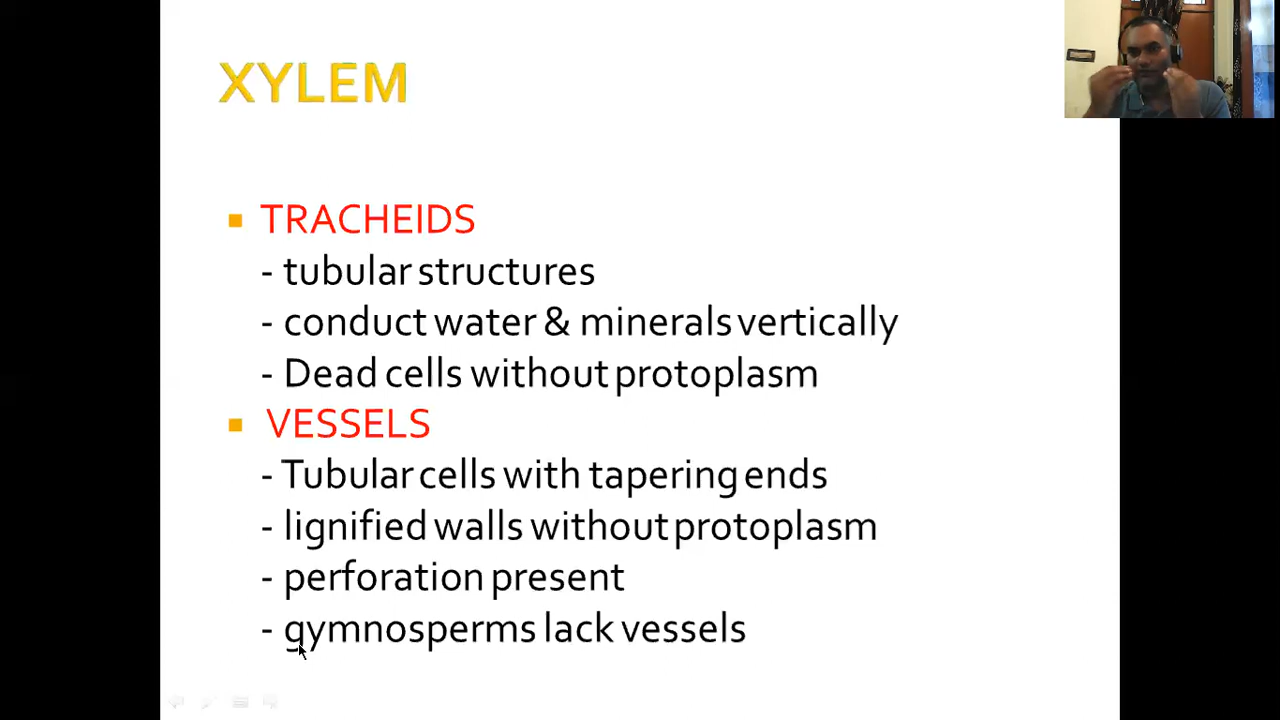 XYLEM
TRACHEIDS
- tubular structures
- conduct water & minerals vertically
- Dead cells without protoplasm
VESSELS
- Tubular cells with tapering ends
- lignified walls without protoplasm
- perforation present
- gymnosperms lack vessels